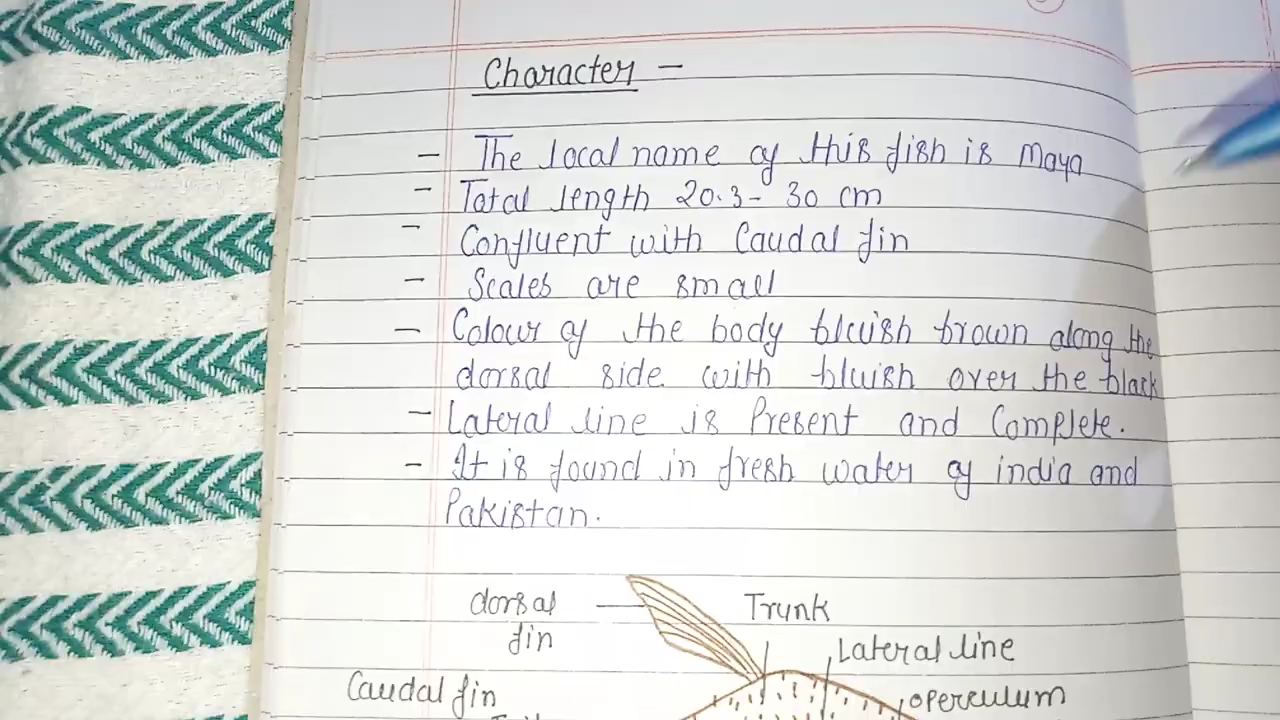 Character -
- The local name of this fish is Moya
- Total length 20.3- 30 cm
- Confluent with Caudal fin
- Scales are small
- Colour of the body bluish brown along the
dorsal side with bluish over the black
- Lateral line is Present and Complete.
- It is found in fresh water of india and
Pakistan.
dorsal
fin
Trunk
Lateral line
Caudal fin
operculum